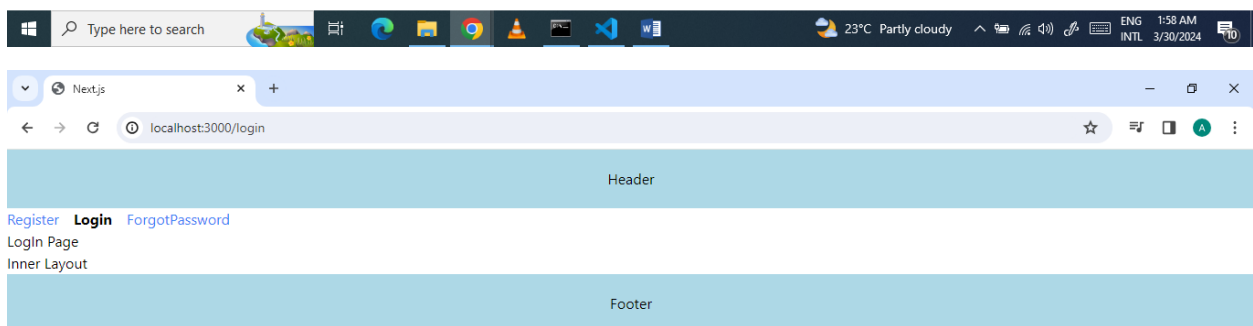 Type here to search 23°C Partly cloudy ENG 1:58 AM
INTL 3/30/2024 10
Next.js
localhost:3000/login A
Header
Register Login ForgotPassword
LogIn Page
Inner Layout
Footer